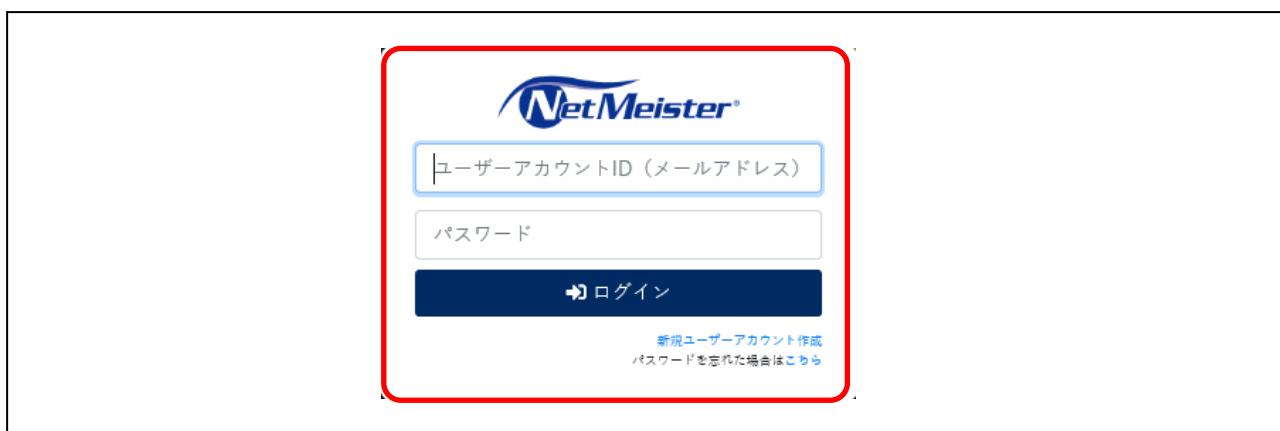 NetMeister®
ユーザーアカウントID（メールアドレス）
パスワード
ログイン
新規ユーザーアカウント作成
パスワードを忘れた場合はこちら